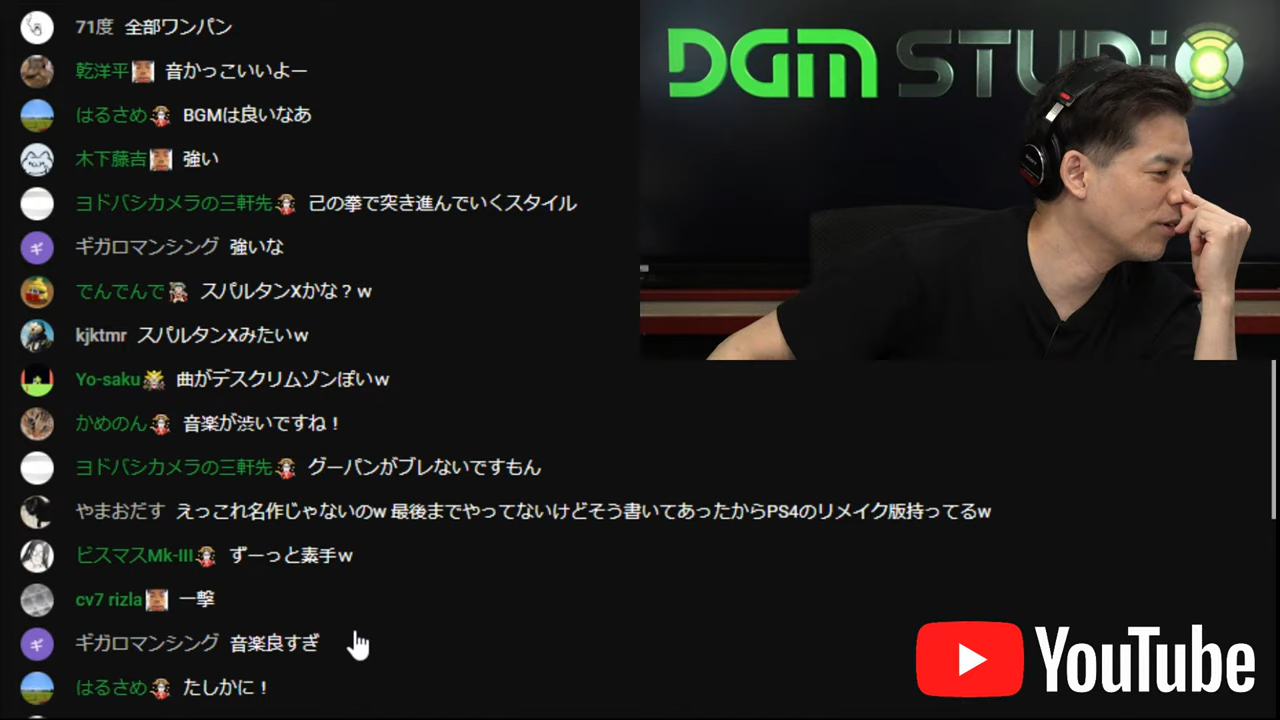 71度 全部ワンパン
乾洋平 音かっこいいよー
はるさめ BGMは良いなあ
木下藤吉 強い
ヨドバシカメラの三軒先 己の拳で突き進んでいくスタイル
ギ ギガロマンシング 強いな
でんでんで スパルタンXかな？w
kjktmr スパルタンXみたいw
Yo-saku 曲がデスクリムゾンぽいw
かめのん 音楽が渋いですね！
ヨドバシカメラの三軒先 グーパンがブレないですもん
やまおだす えっこれ名作じゃないのw 最後までやってないけどそう書いてあったからPS4のリメイク版持ってるw
ビスマスMk-III ずーっと素手w
cv7 rizla 一撃
ギ ギガロマンシング 音楽良すぎ
はるさめ たしかに！
DGM STUDiO
SONY
YouTube